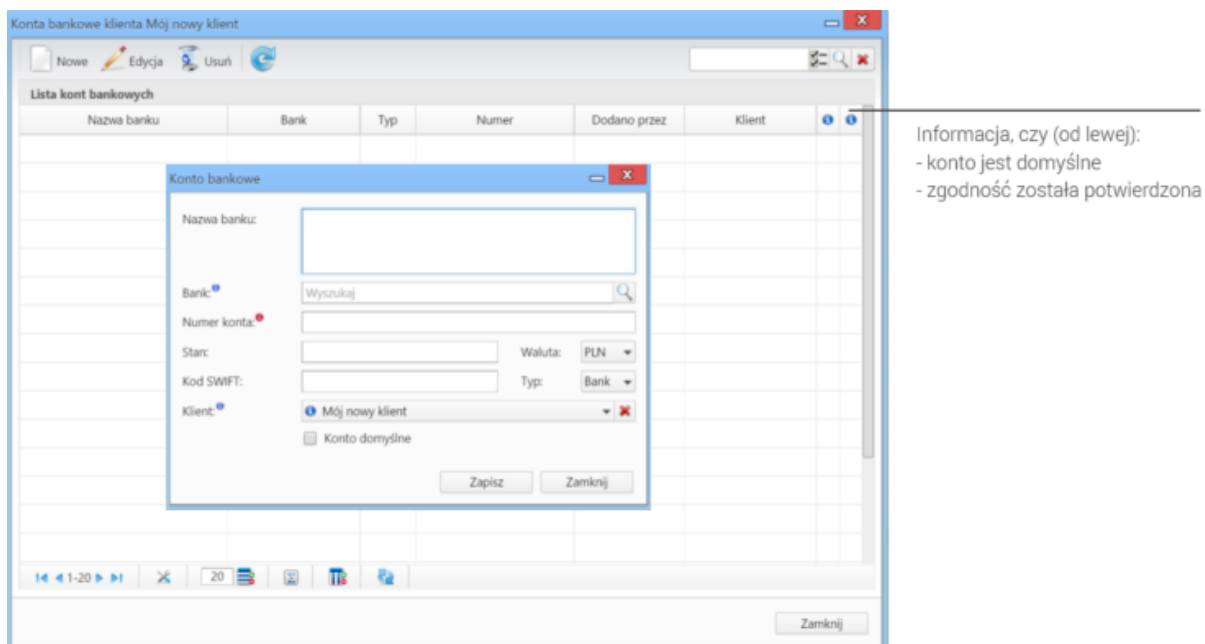 Konta bankowe klienta Mój nowy klient
Nowe Edycja Usuń
Lista kont bankowych
Nazwa banku Bank Typ Numer Dodano przez Klient
Informacja, czy (od lewej):
- konto jest domyślne
- zgodność została potwierdzona
Konto bankowe
Nazwa banku:
Bank:
Wyszukaj
Numer konta:
Stan: Waluta: PLN
Kod SWIFT: Typ: Bank
Klient: Mój nowy klient
Konto domyślne
Zapisz Zamknij
1-20 20
Zamknij